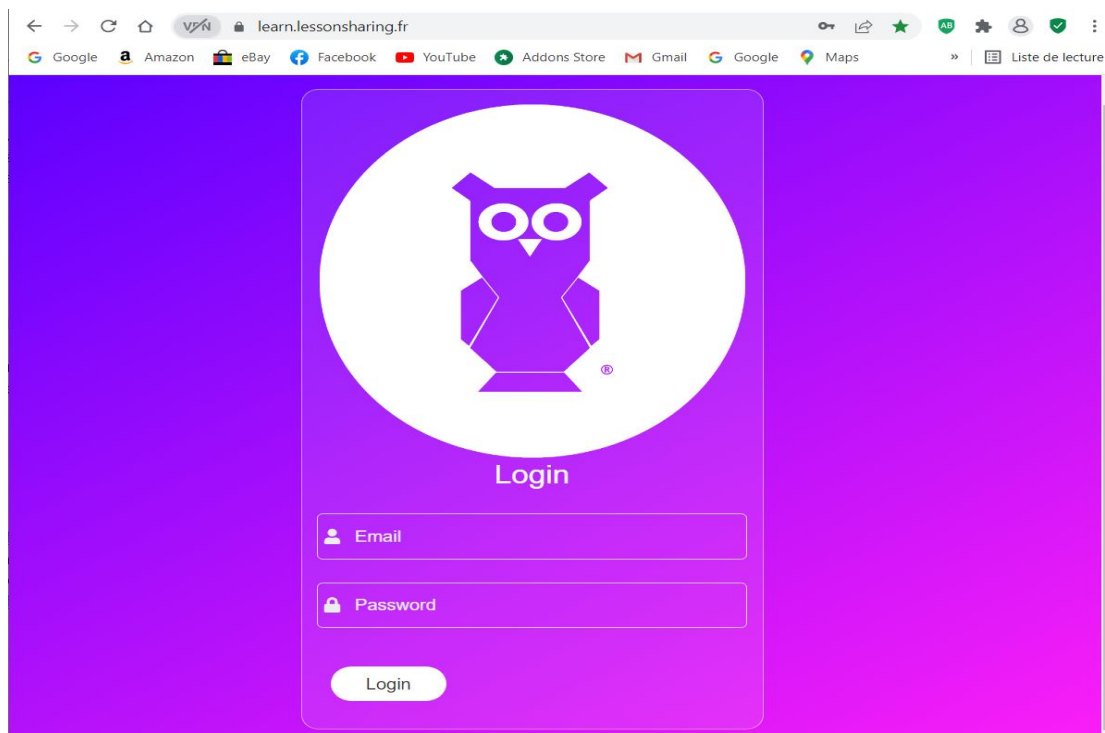 VPN learn.lessonsharing.fr AB
G Google a Amazon eBay Facebook YouTube Addons Store M Gmail G Google Maps » Liste de lecture
®
Login
Email
Password
Login